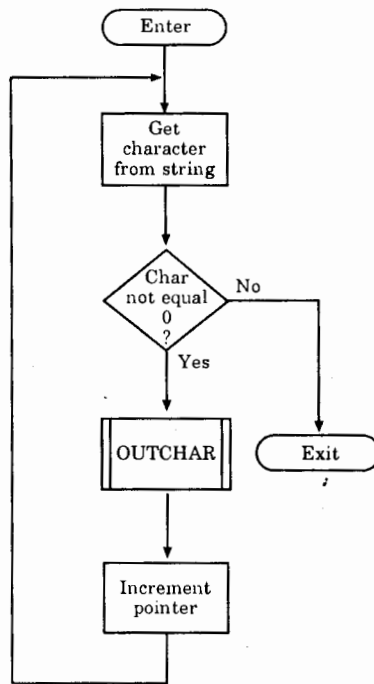 Enter
Get
character
from string
Char
not equal
0
?
No
Yes
OUTCHAR
Exit
Increment
pointer